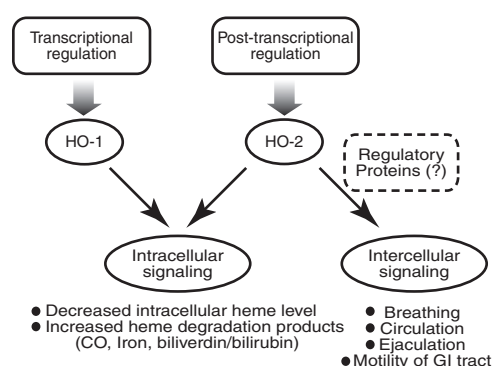 Transcriptional
regulation
Post-transcriptional
regulation
HO-1
HO-2
Regulatory
Proteins (?)
Intracellular
signaling
Intercellular
signaling
● Decreased intracellular heme level
● Increased heme degradation products
(CO, Iron, biliverdin/bilirubin)
● Breathing
● Circulation
● Ejaculation
● Motility of GI tract